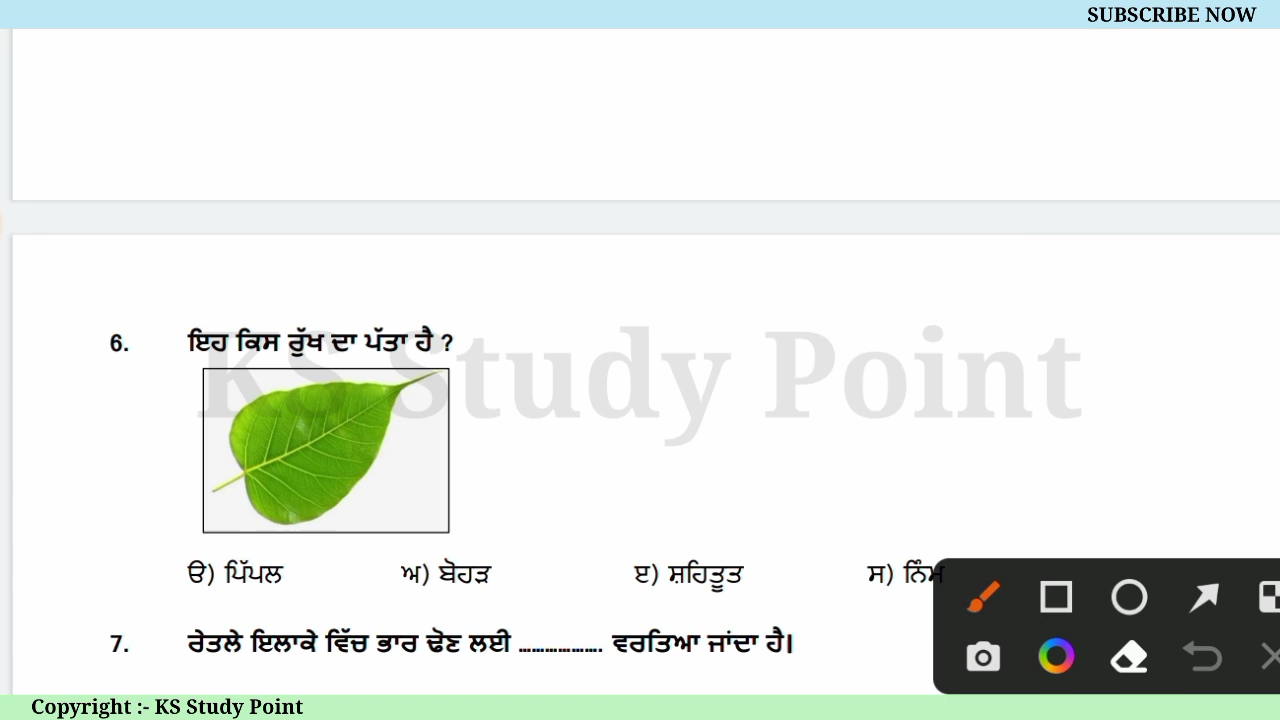 SUBSCRIBE NOW
KS Study Point
6. ਇਹ ਕਿਸ ਰੁੱਖ ਦਾ ਪੱਤਾ ਹੈ ?
ੳ) ਪਿੱਪਲ ਅ) ਬੋਹੜ ੲ) ਸ਼ਹਿਤੂਤ ਸ) ਨਿੰਮ
7. ਰੇਤਲੇ ਇਲਾਕੇ ਵਿੱਚ ਭਾਰ ਢੋਣ ਲਈ ................. ਵਰਤਿਆ ਜਾਂਦਾ ਹੈ।
Copyright :- KS Study Point